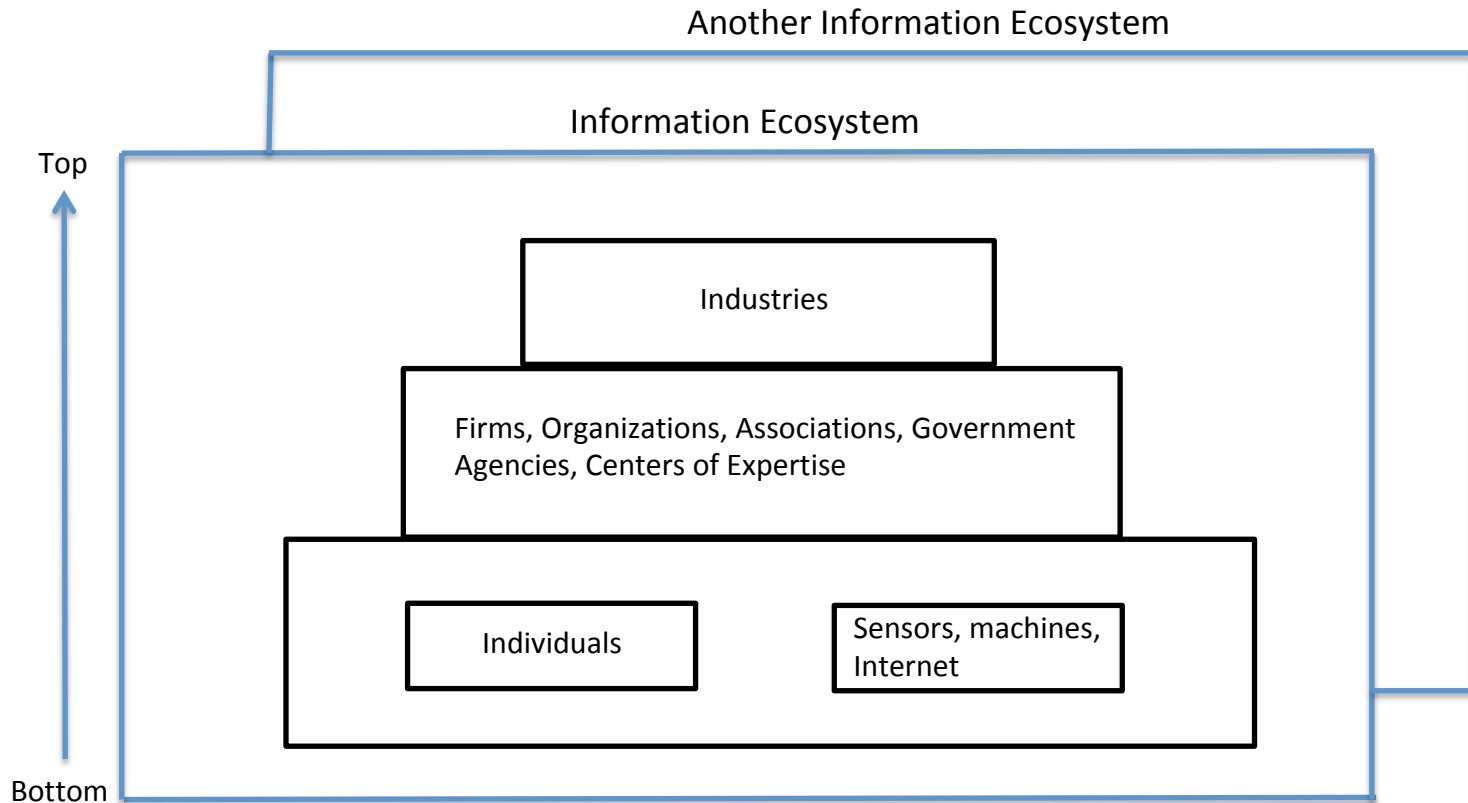 Another Information Ecosystem
Information Ecosystem
Top
Industries
Firms, Organizations, Associations, Government
Agencies, Centers of Expertise
Individuals
Sensors, machines,
Internet
Bottom